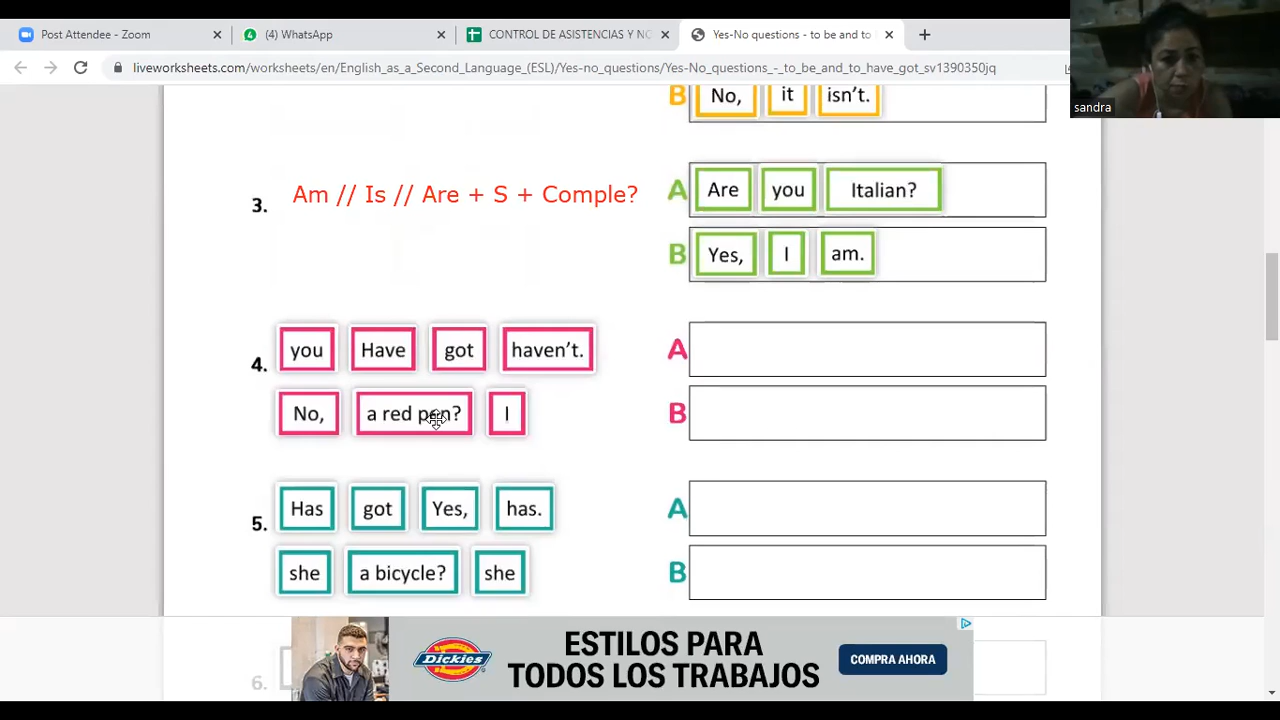 Post Attendee - Zoom
(4) WhatsApp
CONTROL DE ASISTENCIAS Y NO
Yes-No questions - to be and to
liveworksheets.com/worksheets/en/English_as_a_Second_Language_(ESL)/Yes-no_questions/Yes-No_questions_-_to_be_and_to_have_got_sv1390350jq
sandra
B No, it isn't.
3. Am // Is // Are + S + Comple?
A Are you Italian?
B Yes, I am.
4. you Have got haven't.
No, a red pen? I
A
B
5. Has got Yes, has.
she a bicycle? she
A
B
6.
Dickies
ESTILOS PARA
TODOS LOS TRABAJOS
COMPRA AHORA